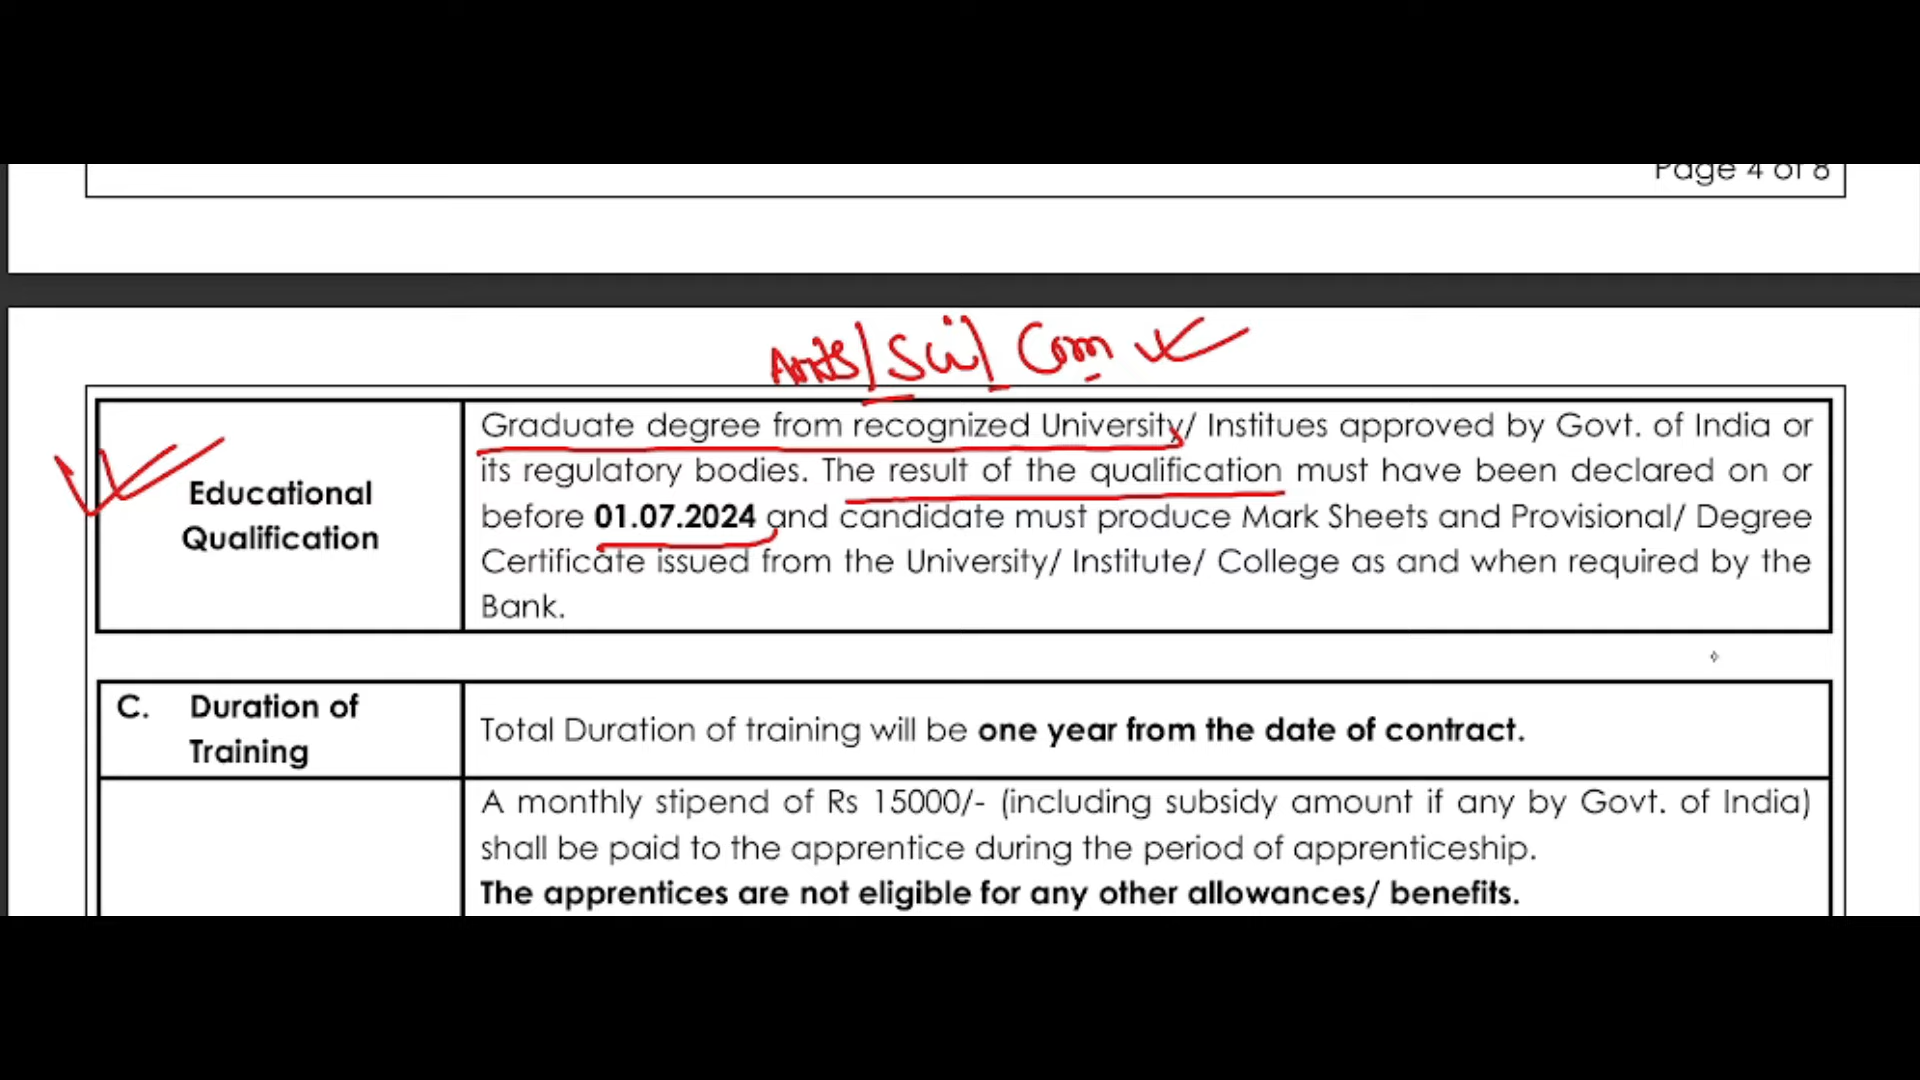 Page 4 of 8
Arts/Sci/Com
Graduate degree from recognized University/ Institues approved by Govt. of India or
its regulatory bodies. The result of the qualification must have been declared on or
before 01.07.2024 and candidate must produce Mark Sheets and Provisional/ Degree
Certificate issued from the University/ Institute/ College as and when required by the
Bank.
Educational
Qualification
C. Duration of
Training
Total Duration of training will be one year from the date of contract.
A monthly stipend of Rs 15000/- (including subsidy amount if any by Govt. of India)
shall be paid to the apprentice during the period of apprenticeship.
The apprentices are not eligible for any other allowances/ benefits.